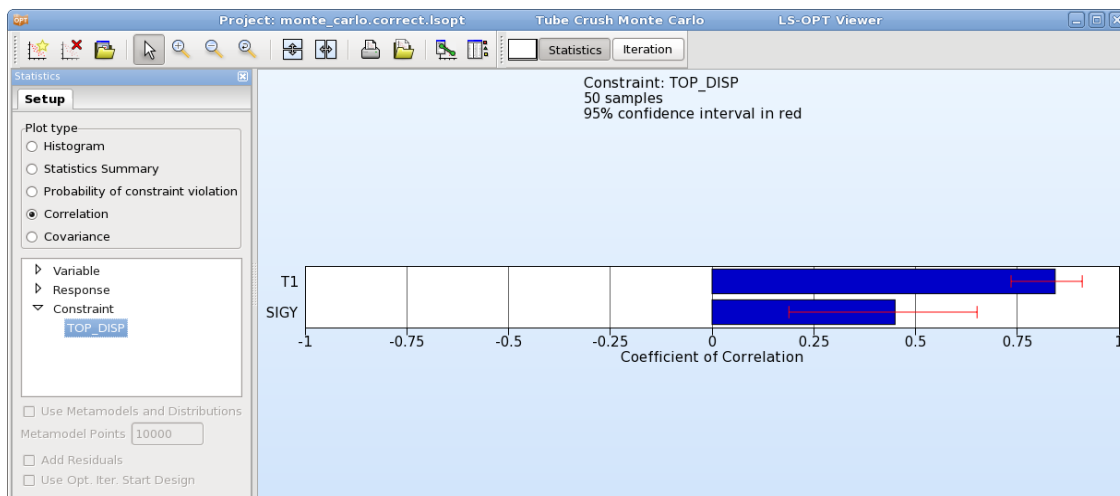 OPT Project: monte_carlo.correct.lsopt Tube Crush Monte Carlo LS-OPT Viewer
Statistics Iteration
Statistics
Setup
Plot type
Histogram
Statistics Summary
Probability of constraint violation
Correlation
Covariance
Variable
Response
Constraint
TOP_DISP
Use Metamodels and Distributions
Metamodel Points 10000
Add Residuals
Use Opt. Iter. Start Design
Constraint: TOP_DISP
50 samples
95% confidence interval in red
T1
SIGY
-1 -0.75 -0.5 -0.25 0 0.25 0.5 0.75 1
Coefficient of Correlation